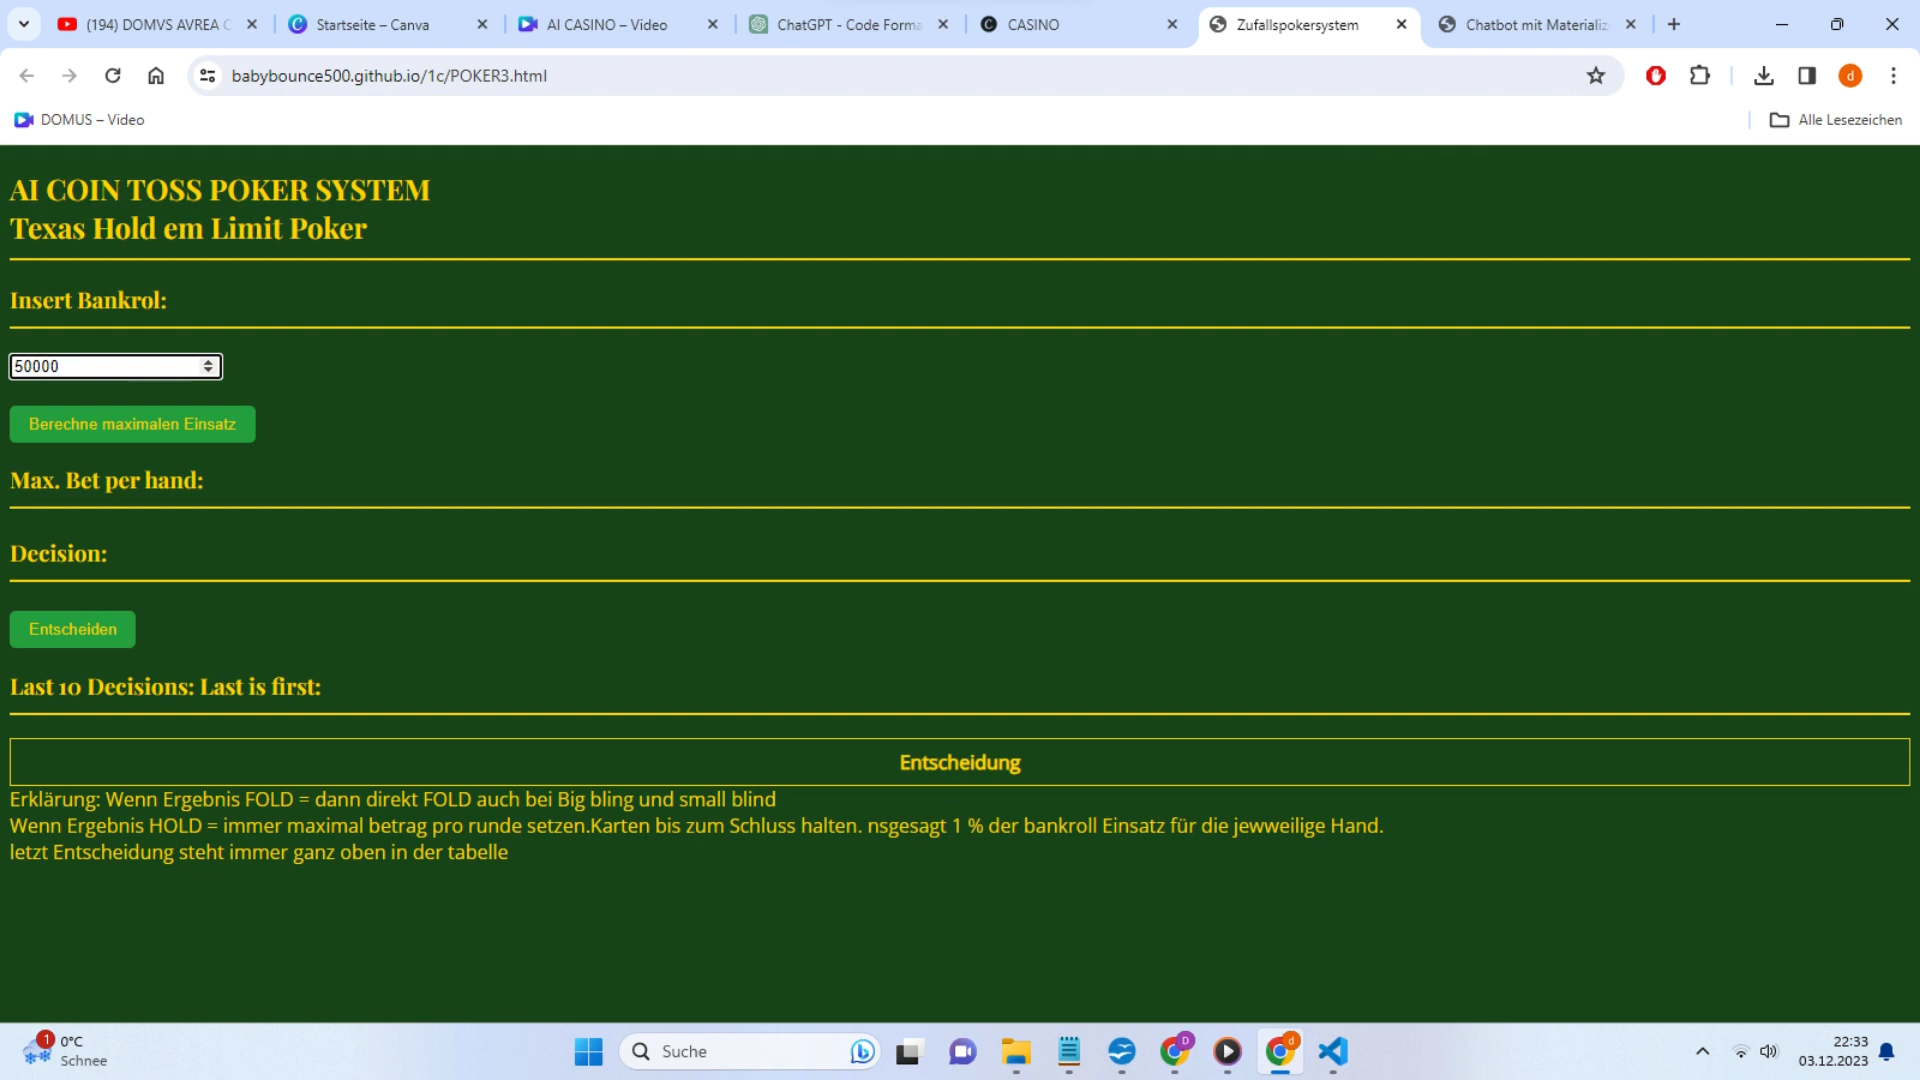 (194) DOMVS AVREA C
Startseite – Canva
AI CASINO – Video
ChatGPT - Code Forma
CASINO
Zufallspokersystem
Chatbot mit Materializ
babybounce500.github.io/1c/POKER3.html
d
DOMUS – Video
Alle Lesezeichen
AI COIN TOSS POKER SYSTEM
Texas Hold em Limit Poker
Insert Bankrol:
50000
Berechne maximalen Einsatz
Max. Bet per hand:
Decision:
Entscheiden
Last 10 Decisions: Last is first:
Entscheidung
Erklärung: Wenn Ergebnis FOLD = dann direkt FOLD auch bei Big bling und small blind
Wenn Ergebnis HOLD = immer maximal betrag pro runde setzen.Karten bis zum Schluss halten. nsgesagt 1 % der bankroll Einsatz für die jewweilige Hand.
letzt Entscheidung steht immer ganz oben in der tabelle
1
0°C
Schnee
Suche
D
d
22:33
03.12.2023